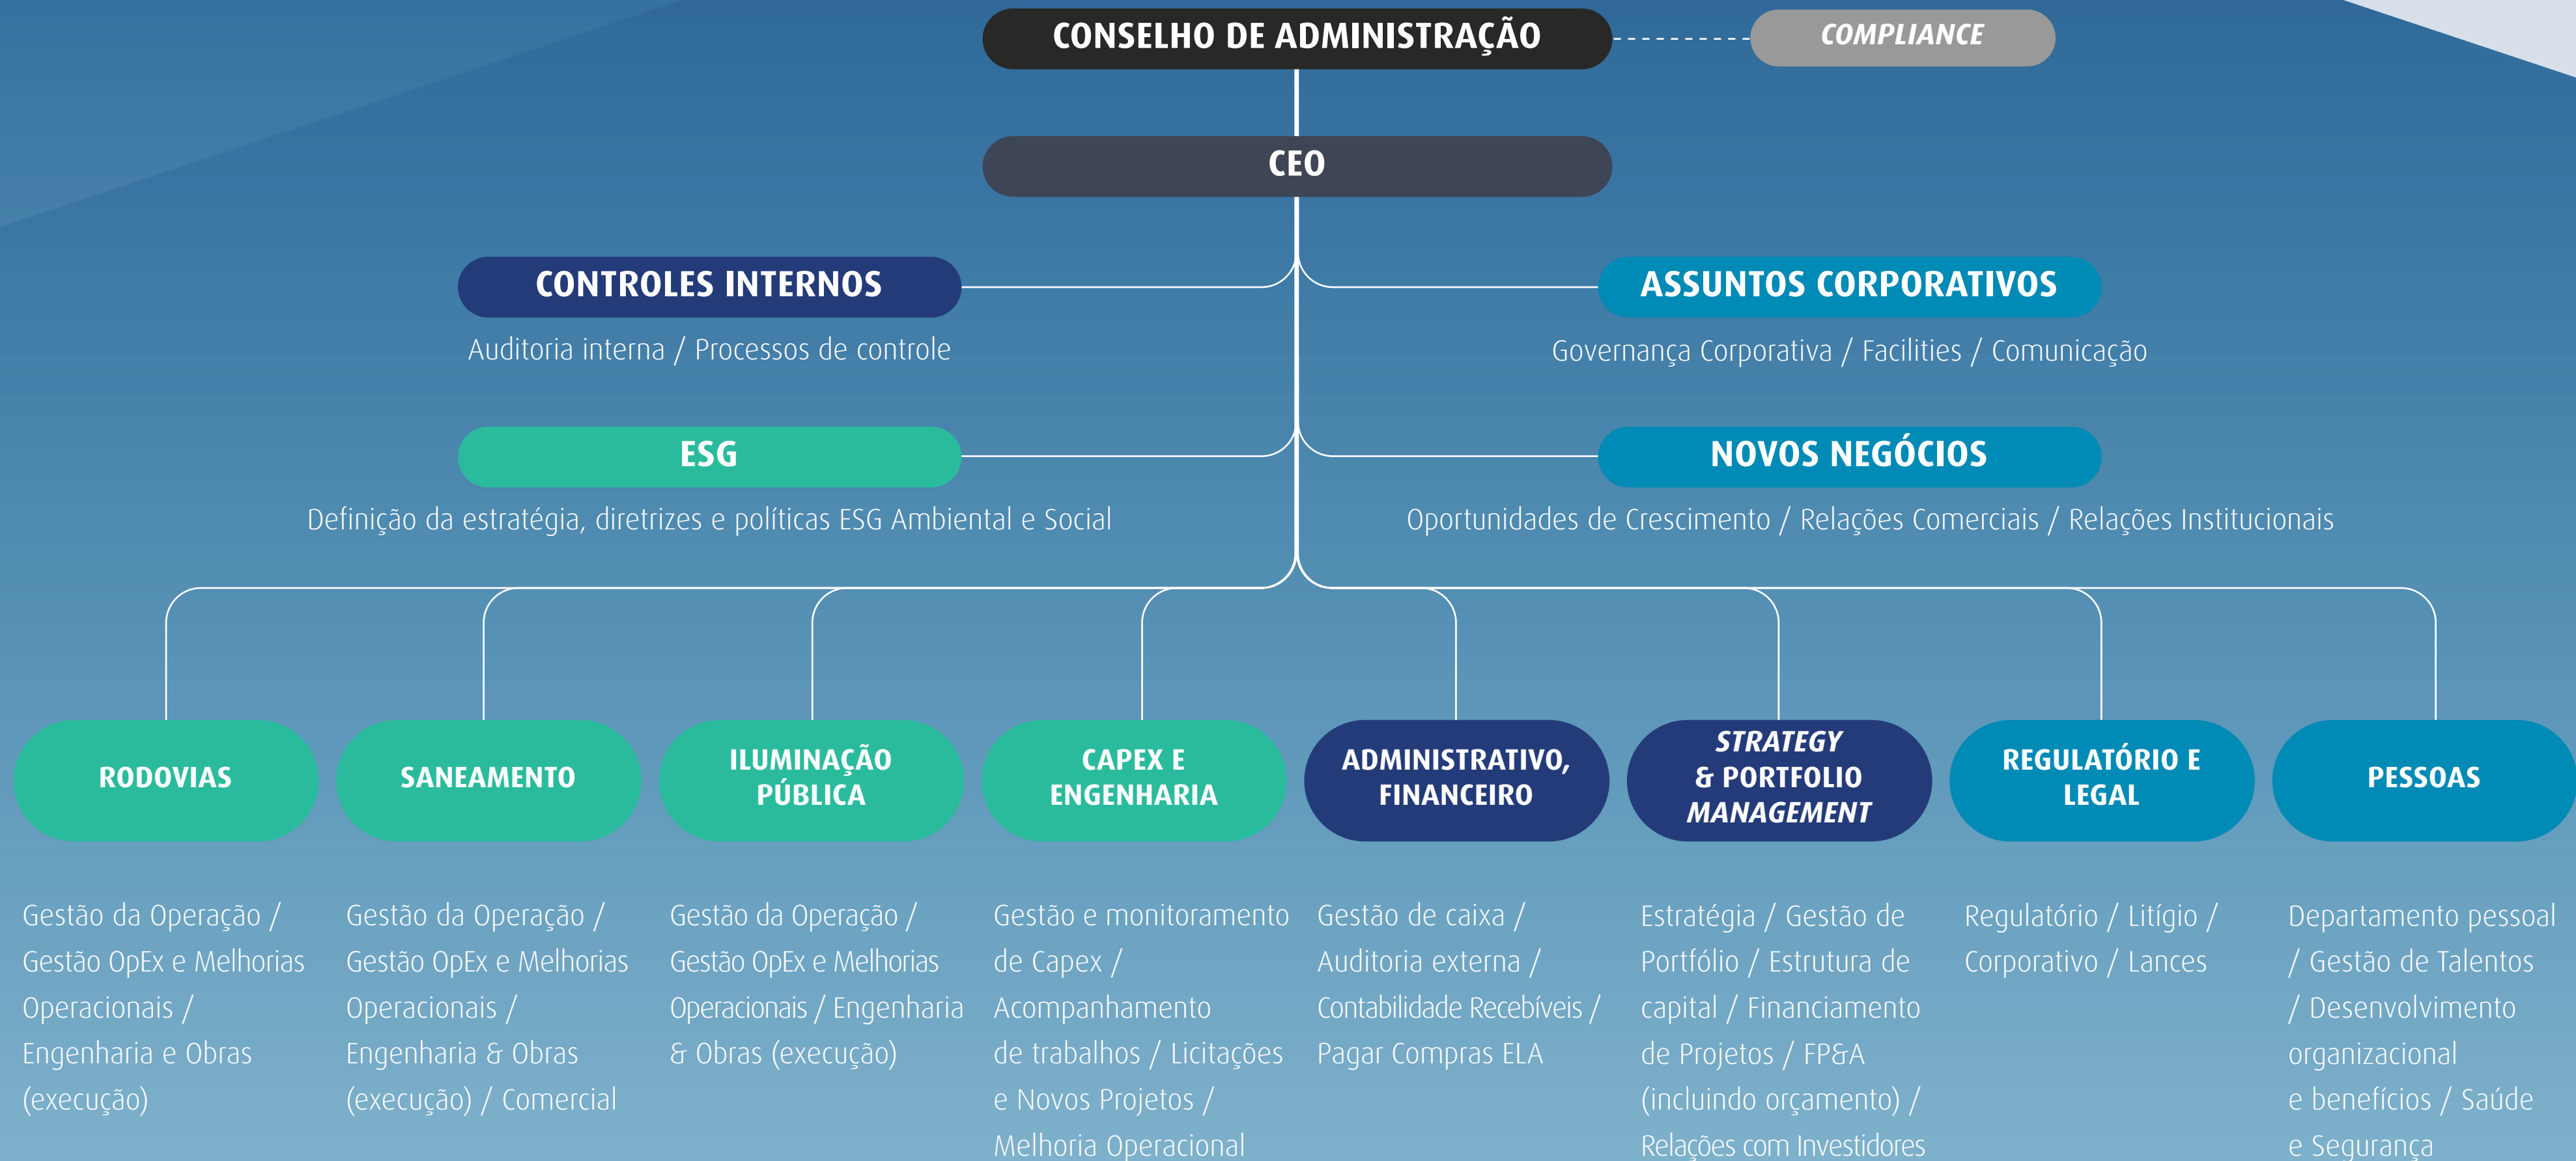 CONSELHO DE ADMINISTRAÇÃO
COMPLIANCE
CEO
CONTROLES INTERNOS
Auditoria interna / Processos de controle
ASSUNTOS CORPORATIVOS
Governança Corporativa / Facilities / Comunicação
ESG
Definição da estratégia, diretrizes e políticas ESG Ambiental e Social
NOVOS NEGÓCIOS
Oportunidades de Crescimento / Relações Comerciais / Relações Institucionais
RODOVIAS
Gestão da Operação /
Gestão OpEx e Melhorias
Operacionais /
Engenharia e Obras
(execução)
SANEAMENTO
Gestão da Operação /
Gestão OpEx e Melhorias
Operacionais /
Engenharia & Obras
(execução) / Comercial
ILUMINAÇÃO
PÚBLICA
Gestão da Operação /
Gestão OpEx e Melhorias
Operacionais / Engenharia
& Obras (execução)
CAPEX E
ENGENHARIA
Gestão e monitoramento
de Capex /
Acompanhamento
de trabalhos / Licitações
e Novos Projetos /
Melhoria Operacional
ADMINISTRATIVO,
FINANCEIRO
Gestão de caixa /
Auditoria externa /
Contabilidade Recebíveis /
Pagar Compras ELA
STRATEGY
& PORTFOLIO
MANAGEMENT
Estratégia / Gestão de
Portfólio / Estrutura de
capital / Financiamento
de Projetos / FP&A
(incluindo orçamento) /
Relações com Investidores
REGULATÓRIO E
LEGAL
Regulatório / Litígio /
Corporativo / Lances
PESSOAS
Departamento pessoal
/ Gestão de Talentos
/ Desenvolvimento
organizacional
e benefícios / Saúde
e Segurança